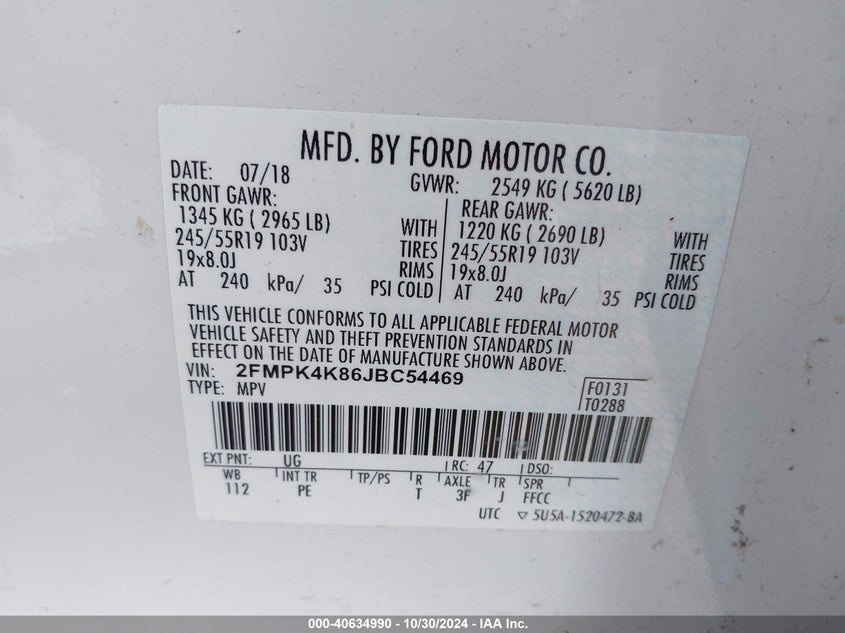 MFD. BY FORD MOTOR CO.
DATE: 07/18 GVWR: 2549 KG ( 5620 LB)
FRONT GAWR: REAR GAWR:
1345 KG ( 2965 LB) WITH 1220 KG ( 2690 LB) WITH
245/55R19 103V TIRES 245/55R19 103V TIRES
19x8.0J RIMS 19x8.0J RIMS
AT 240 kPa/ 35 PSI COLD AT 240 kPa/ 35 PSI COLD
THIS VEHICLE CONFORMS TO ALL APPLICABLE FEDERAL MOTOR
VEHICLE SAFETY AND THEFT PREVENTION STANDARDS IN
EFFECT ON THE DATE OF MANUFACTURE SHOWN ABOVE.
VIN: 2FMPK4K86JBC54469
TYPE: MPV F0131
T0288
EXT PNT: UG RC: 47 DSO:
WB INT TR TP/PS R AXLE TR SPR
112 PE T 3F J FFCC
UTC ▽ 5U5A-1520472-BA
000-40634990 - 10/30/2024 - IAA Inc.